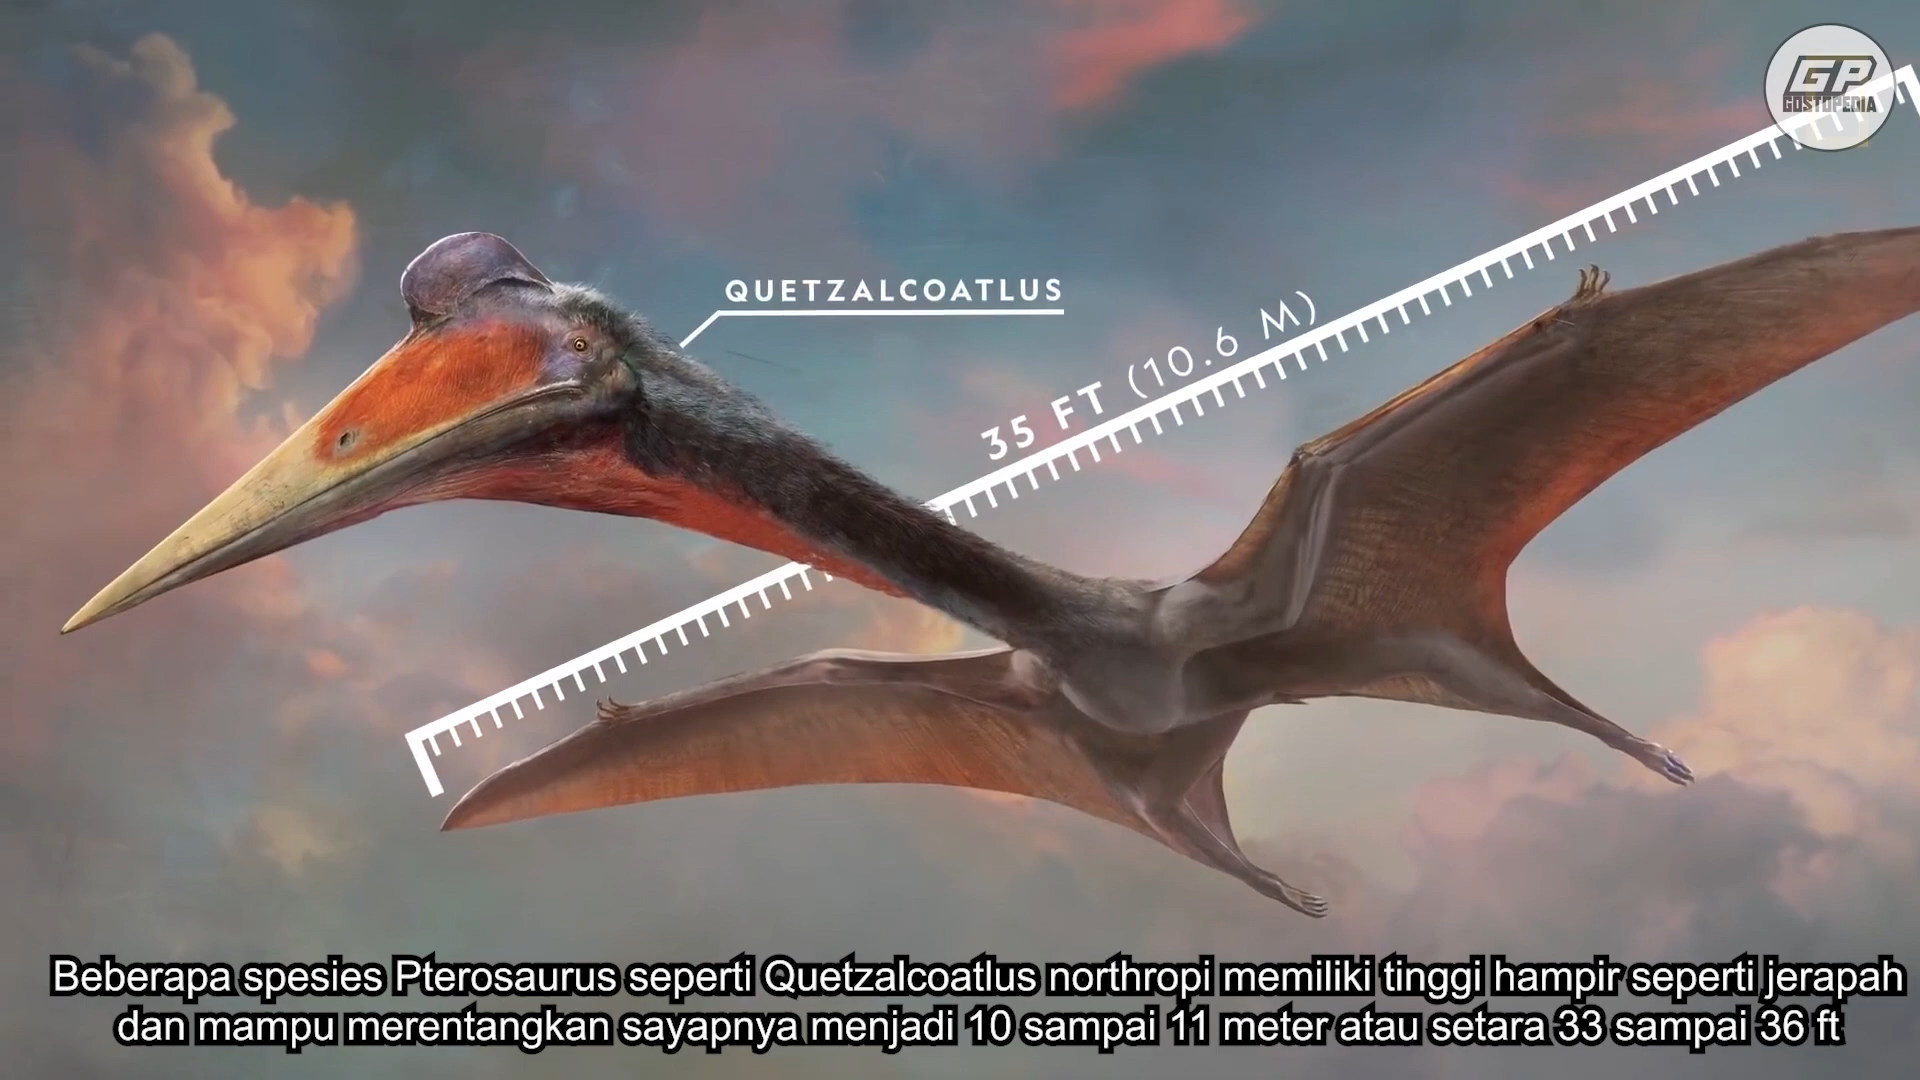 GP
GOSTOPEDIA
QUETZALCOATLUS
35 FT (10.6 M)
Beberapa spesies Pterosaurus seperti Quetzalcoatlus northropi memiliki tinggi hampir seperti jerapah
dan mampu merentangkan sayapnya menjadi 10 sampai 11 meter atau setara 33 sampai 36 ft